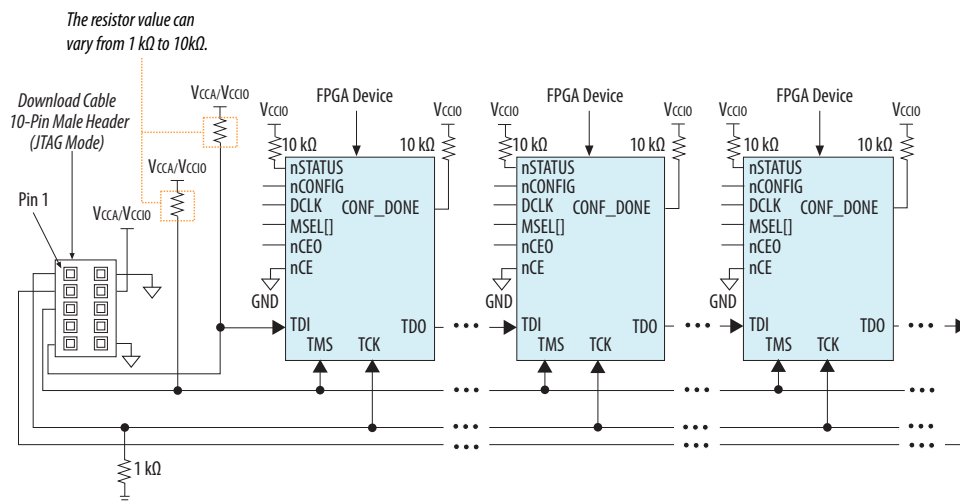 The resistor value can
vary from 1 kΩ to 10kΩ.
Download Cable
10-Pin Male Header
(JTAG Mode)
Pin 1
VCCA/VCCIO
VCCA/VCCIO
VCCA/VCCIO
VCCIO
FPGA Device
VCCIO
10 kΩ
10 kΩ
nSTATUS
nCONFIG
DCLK
CONF_DONE
MSEL[]
nCEO
nCE
GND
TDI
TDO
TMS
TCK
VCCIO
FPGA Device
VCCIO
10 kΩ
10 kΩ
nSTATUS
nCONFIG
DCLK
CONF_DONE
MSEL[]
nCEO
nCE
GND
TDI
TDO
TMS
TCK
VCCIO
FPGA Device
VCCIO
10 kΩ
10 kΩ
nSTATUS
nCONFIG
DCLK
CONF_DONE
MSEL[]
nCEO
nCE
GND
TDI
TDO
TMS
TCK
1 kΩ